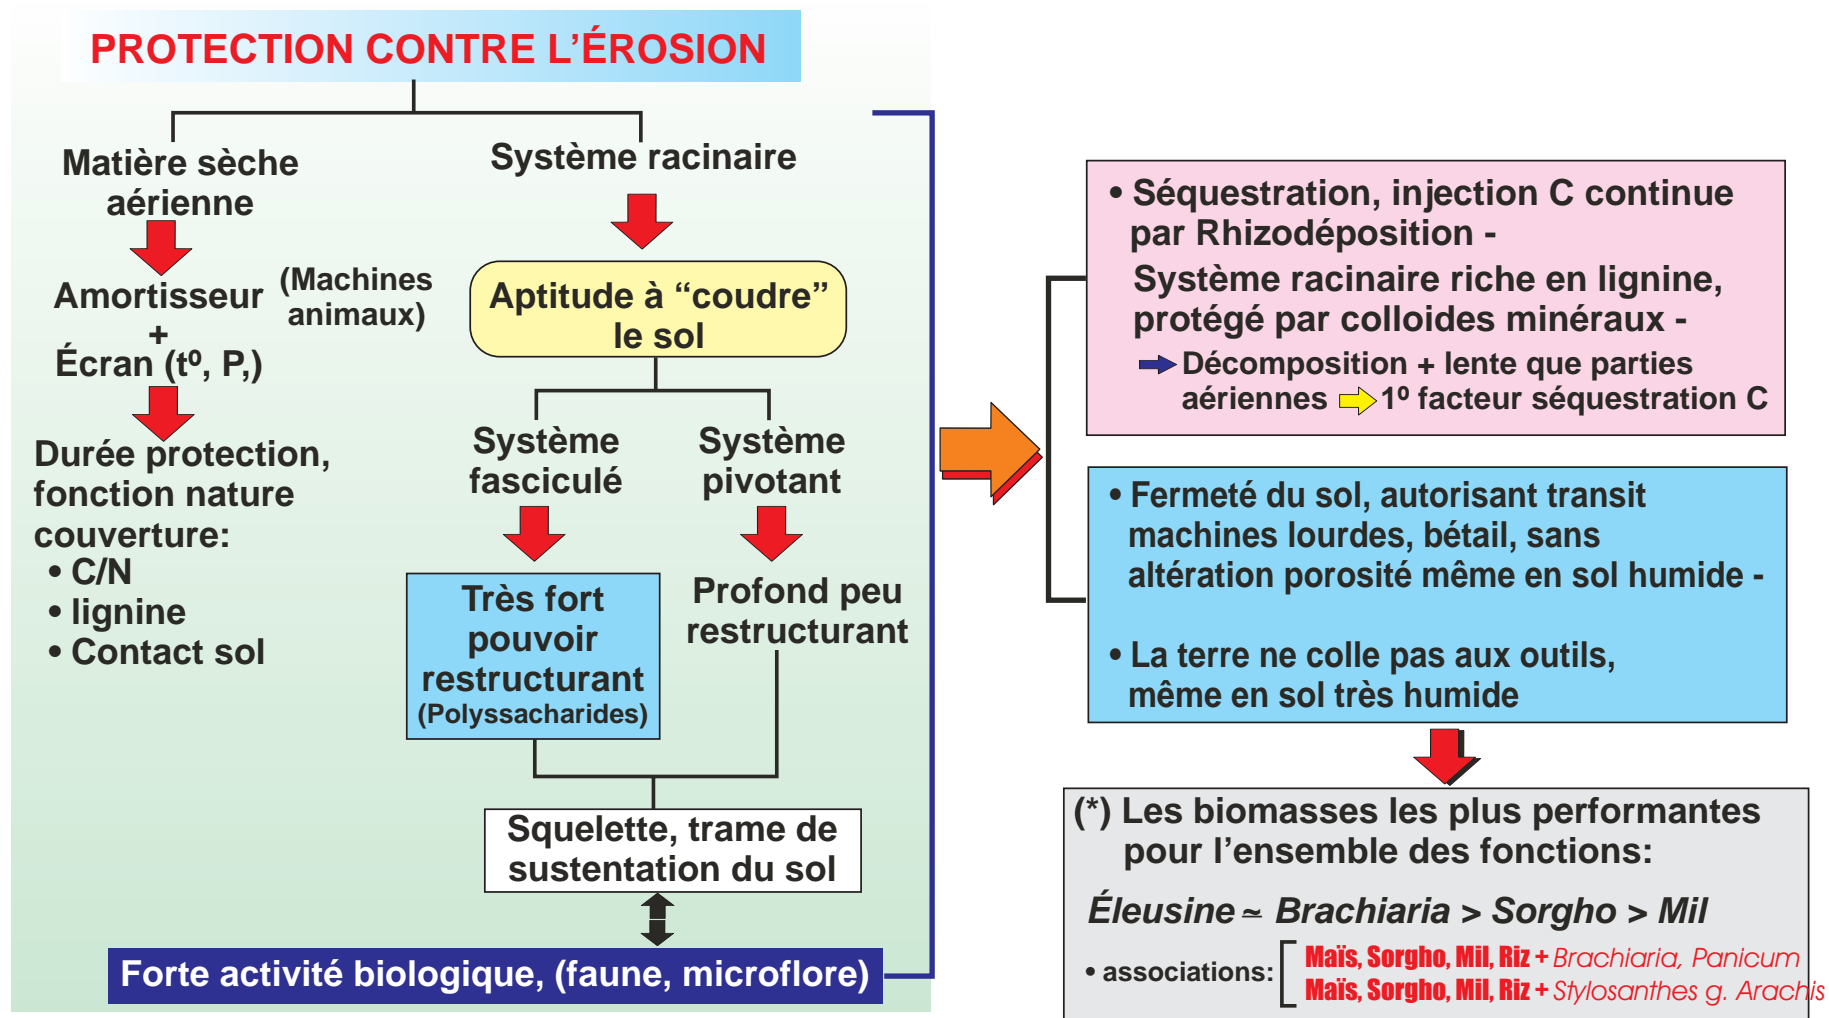 PROTECTION CONTRE L’ÉROSION
Matière sèche
aérienne
Amortisseur
(Machines
animaux)
+
Écran (tº, P,)
Durée protection,
fonction nature
couverture:
• C/N
• lignine
• Contact sol
Système racinaire
Aptitude à “coudre”
le sol
Système
fasciculé
Système
pivotant
Très fort
pouvoir
restructurant
(Polyssacharides)
Profond peu
restructurant
Squelette, trame de
sustentation du sol
Forte activité biologique, (faune, microflore)
• Séquestration, injection C continue
par Rhizodéposition -
Système racinaire riche en lignine,
protégé par colloides minéraux -
Décomposition + lente que parties
aériennes 1º facteur séquestration C
• Fermeté du sol, autorisant transit
machines lourdes, bétail, sans
altération porosité même en sol humide -
• La terre ne colle pas aux outils,
même en sol très humide
(*) Les biomasses les plus performantes
pour l’ensemble des fonctions:
Éleusine ≃ Brachiaria > Sorgho > Mil
• associations:
Maïs, Sorgho, Mil, Riz + Brachiaria, Panicum
Maïs, Sorgho, Mil, Riz + Stylosanthes g. Arachis